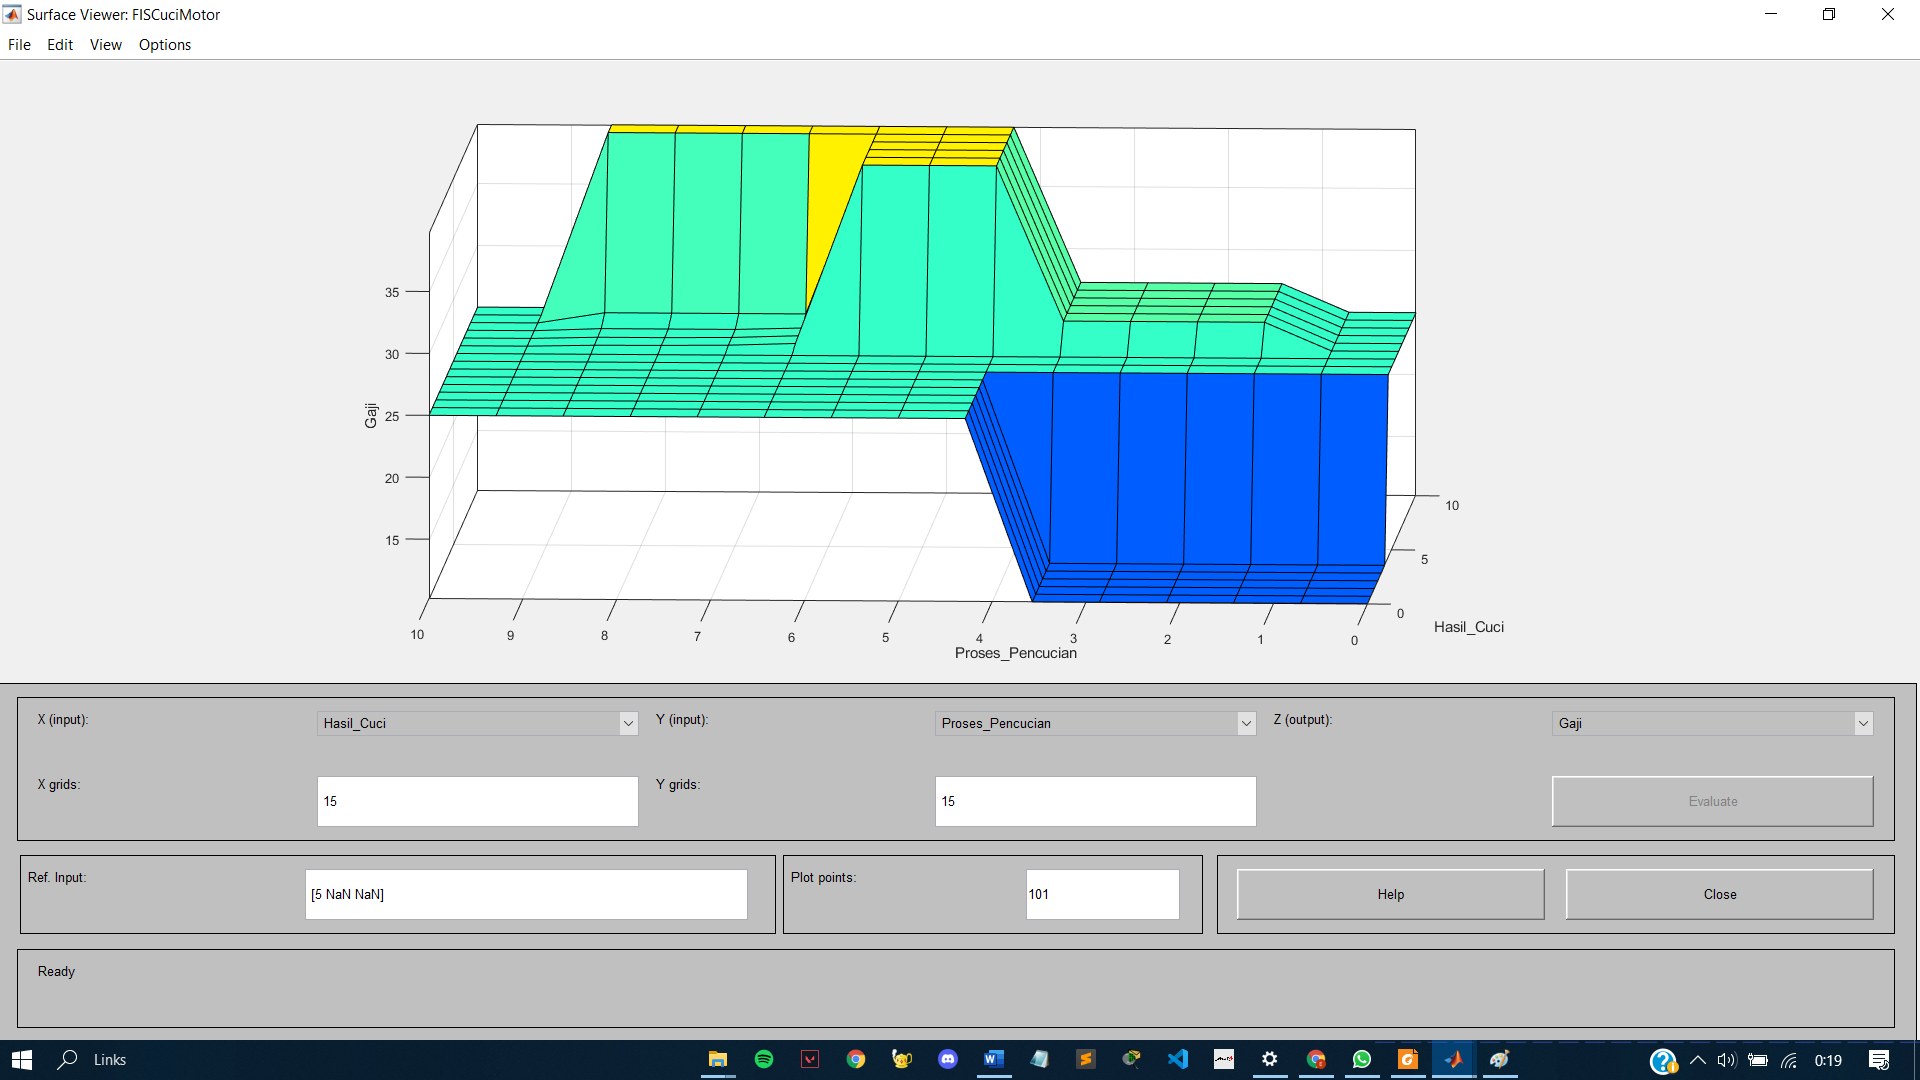 Surface Viewer: FISCuciMotor
File Edit View Options
35
30
25
20
15
Gaji
10
9
8
7
6
5
4
3
2
1
0
Proses_Pencucian
10
5
0
Hasil_Cuci
X (input): Hasil_Cuci Y (input): Proses_Pencucian Z (output): Gaji
X grids: 15 Y grids: 15 Evaluate
Ref. Input: [5 NaN NaN] Plot points: 101 Help Close
Ready
Links 0:19